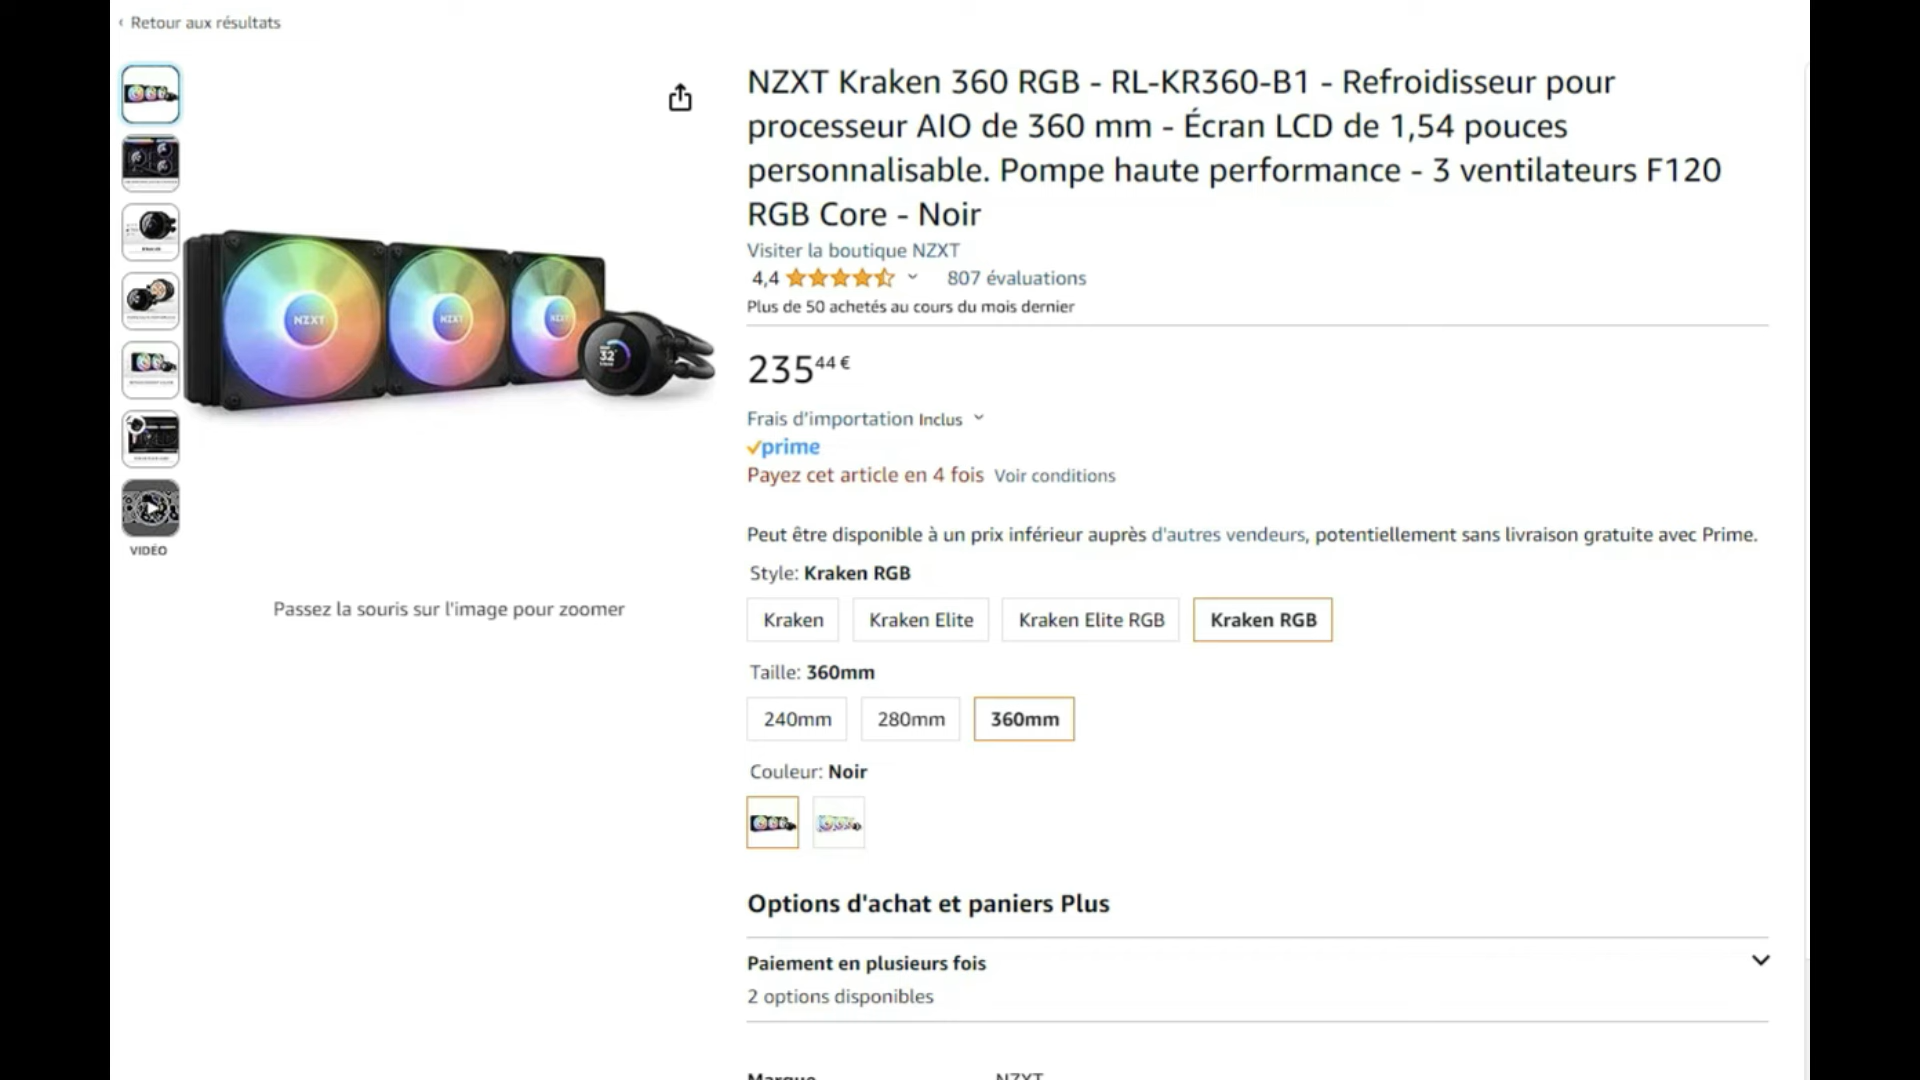 ‹ Retour aux résultats
NZXT Kraken 360 RGB - RL-KR360-B1 - Refroidisseur pour
processeur AIO de 360 mm - Écran LCD de 1,54 pouces
personnalisable. Pompe haute performance - 3 ventilateurs F120
RGB Core - Noir
Visiter la boutique NZXT
4,4 807 évaluations
Plus de 50 achetés au cours du mois dernier
NZXT NZXT NZXT
32°
235 44 €
Frais d'importation Inclus
prime
Payez cet article en 4 fois Voir conditions
Peut être disponible à un prix inférieur auprès d'autres vendeurs, potentiellement sans livraison gratuite avec Prime.
VIDÉO
Passez la souris sur l'image pour zoomer
Style: Kraken RGB
Kraken Kraken Elite Kraken Elite RGB Kraken RGB
Taille: 360mm
240mm 280mm 360mm
Couleur: Noir
Options d'achat et paniers Plus
Paiement en plusieurs fois
2 options disponibles
Marque NZXT